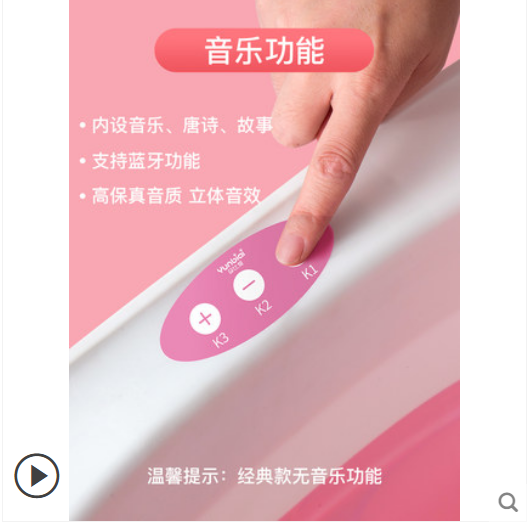 音乐功能
• 内设音乐、唐诗、故事
• 支持蓝牙功能
• 高保真音质 立体音效
K1
K2
K3
温馨提示：经典款无音乐功能